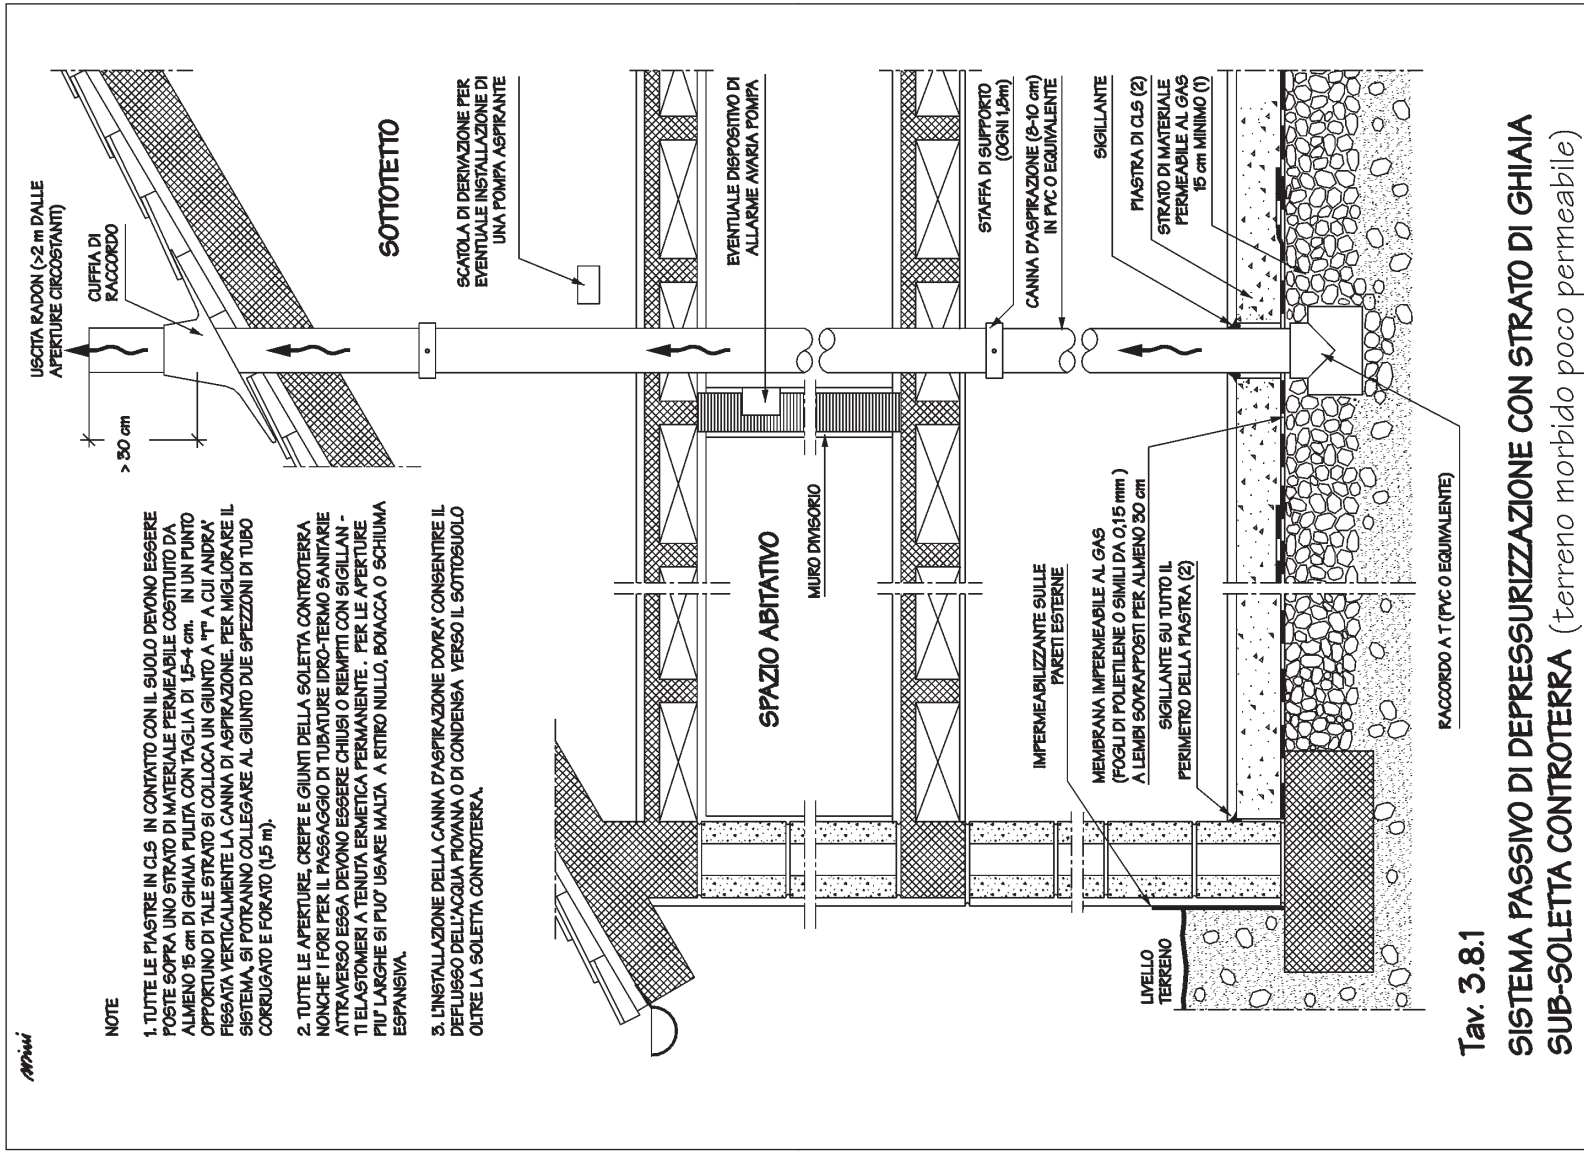 NOTE
1. TUTTE LE PIASTRE IN CLS IN CONTATTO CON IL SUOLO DEVONO ESSERE
POSTE SOPRA UNO STRATO DI MATERIALE PERMEABILE COSTITUITO DA
ALMENO 15 cm DI GHIAIA PULITA CON TAGLIA DI 1,5-4 cm. IN UN PUNTO
OPPORTUNO DI TALE STRATO SI COLLOCA UN GIUNTO A "T" A CUI ANDRA'
FISSATA VERTICALMENTE LA CANNA DI ASPIRAZIONE. PER MIGLIORARE IL
SISTEMA, SI POTRANNO COLLEGARE AL GIUNTO DUE SPEZZONI DI TUBO
CORRUGATO E FORATO (1,5 m).
2. TUTTE LE APERTURE, CREPE E GIUNTI DELLA SOLETTA CONTROTERRA
NONCHE' I FORI PER IL PASSAGGIO DI TUBATURE IDRO-TERMO SANITARIE
ATTRAVERSO ESSA DEVONO ESSERE CHIUSI O RIEMPITI CON SIGILLAN -
TI ELASTOMERI A TENUTA ERMETICA PERMANENTE . PER LE APERTURE
PIU' LARGHE SI PUO' USARE MALTA A RITIRO NULLO, BOIACCA O SCHIUMA
ESPANSIVA.
3. L'INSTALLAZIONE DELLA CANNA D'ASPIRAZIONE DOVRA' CONSENTIRE IL
DEFLUSSO DELL'ACQUA PIOVANA O DI CONDENSA VERSO IL SOTTOSUOLO
OLTRE LA SOLETTA CONTROTERRA.
USCITA RADON (>2 m DALLE
APERTURE CIRCOSTANTI)
CUFFIA DI
RACCORDO
> 30 cm
SOTTOTETTO
SCATOLA DI DERIVAZIONE PER
EVENTUALE INSTALLAZIONE DI
UNA POMPA ASPIRANTE
EVENTUALE DISPOSITIVO DI
ALLARME AVARIA POMPA
SPAZIO ABITATIVO
MURO DIVISORIO
STAFFA DI SUPPORTO
(OGNI 1,8m)
CANNA D'ASPIRAZIONE (8-10 cm)
IN PVC O EQUIVALENTE
IMPERMEABILIZZANTE SULLE
PARETI ESTERNE
MEMBRANA IMPERMEABILE AL GAS
(FOGLI DI POLIETILENE O SIMILI DA 0,15 mm )
A LEMBI SOVRAPPOSTI PER ALMENO 30 cm
SIGILLANTE SU TUTTO IL
PERIMETRO DELLA PIASTRA (2)
SIGILLANTE
PIASTRA DI CLS (2)
STRATO DI MATERIALE
PERMEABILE AL GAS
15 cm MINIMO (1)
LIVELLO
TERRENO
RACCORDO A T (PVC O EQUIVALENTE)
Tav. 3.8.1
SISTEMA PASSIVO DI DEPRESSURIZZAZIONE CON STRATO DI GHIAIA
SUB-SOLETTA CONTROTERRA (terreno morbido poco permeabile)